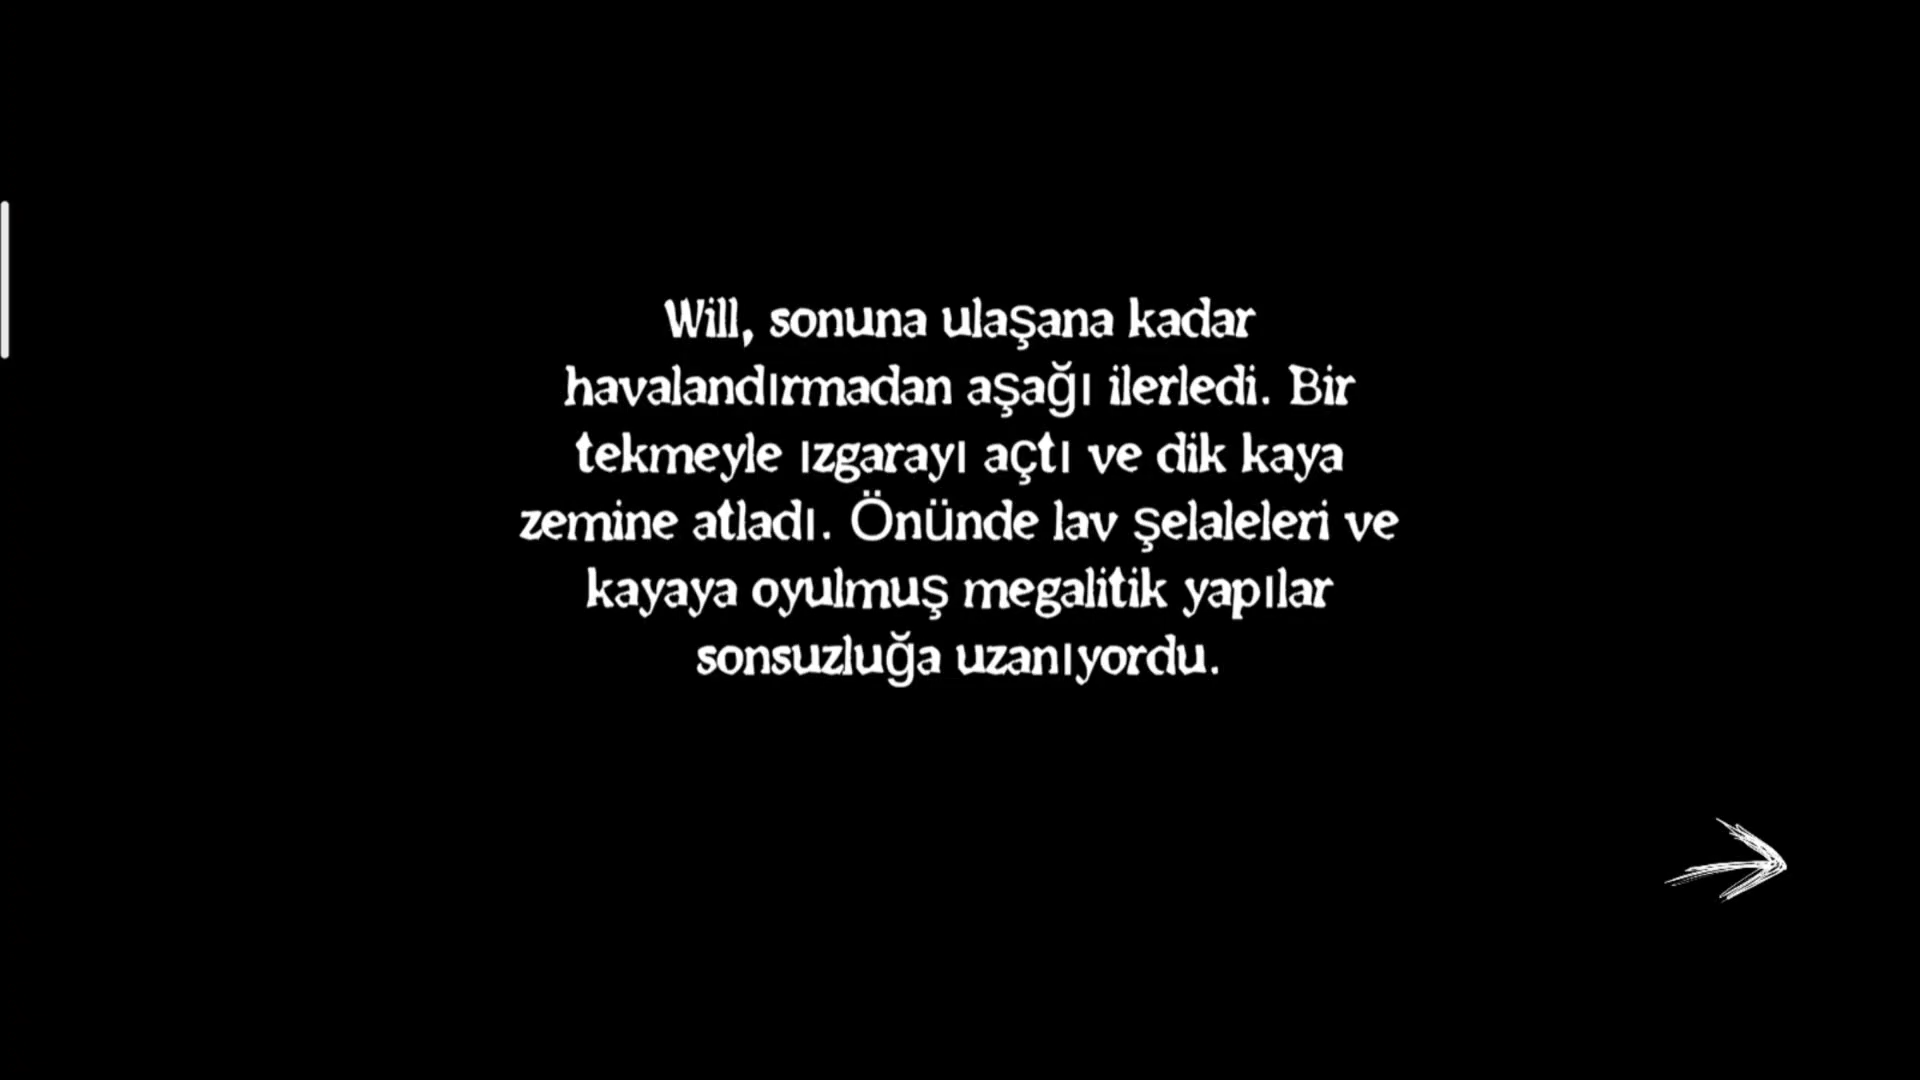 Will, sonuna ulaşana kadar
havalandırmadan aşağı ilerledi. Bir
tekmeyle ızgarayı açtı ve dik kaya
zemine atladı. Önünde lav şelaleleri ve
kayaya oyulmuş megalitik yapılar
sonsuzluğa uzanıyordu.